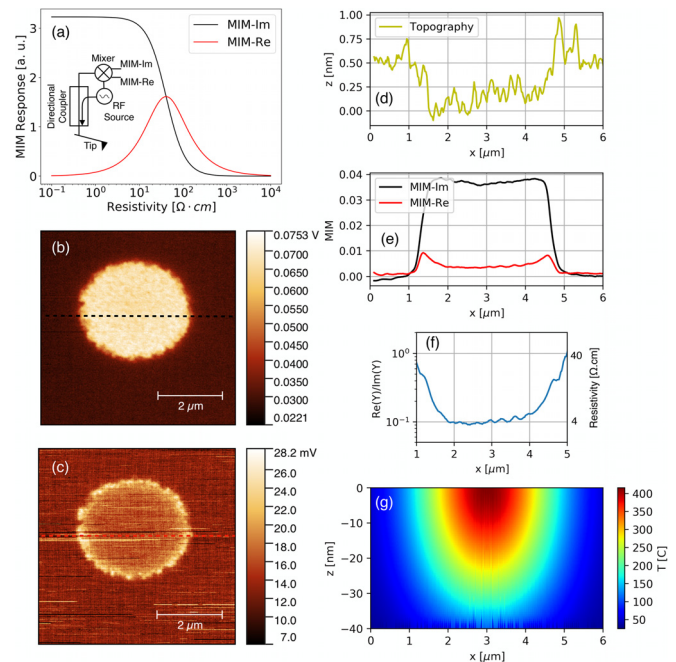 (a)
MIM-Im
MIM-Re
MIM Response [a. u.]
3
2
1
0
Mixer
MIM-Im
MIM-Re
Directional
Coupler
RF
Source
Tip
10⁻¹ 10⁰ 10¹ 10² 10³ 10⁴
Resistivity [Ω · cm]
(b)
2 μm
0.0753 V
0.0700
0.0650
0.0600
0.0550
0.0500
0.0450
0.0400
0.0350
0.0300
0.0221
(c)
2 μm
28.2 mV
26.0
24.0
22.0
20.0
18.0
16.0
14.0
12.0
10.0
7.0
Topography
(d)
z [nm]
1.00
0.75
0.50
0.25
0.00
0 1 2 3 4 5 6
x [μm]
MIM-Im
MIM-Re
(e)
MIM
0.04
0.03
0.02
0.01
0.00
0 1 2 3 4 5 6
x [μm]
(f)
Re(Y)/Im(Y)
10⁰
10⁻¹
40
4
Resistivity [Ω.cm]
1 2 3 4 5
x [μm]
(g)
z [nm]
0
−10
−20
−30
−40
0 1 2 3 4 5 6
x [μm]
400
350
300
250
200
150
100
50
T [C]